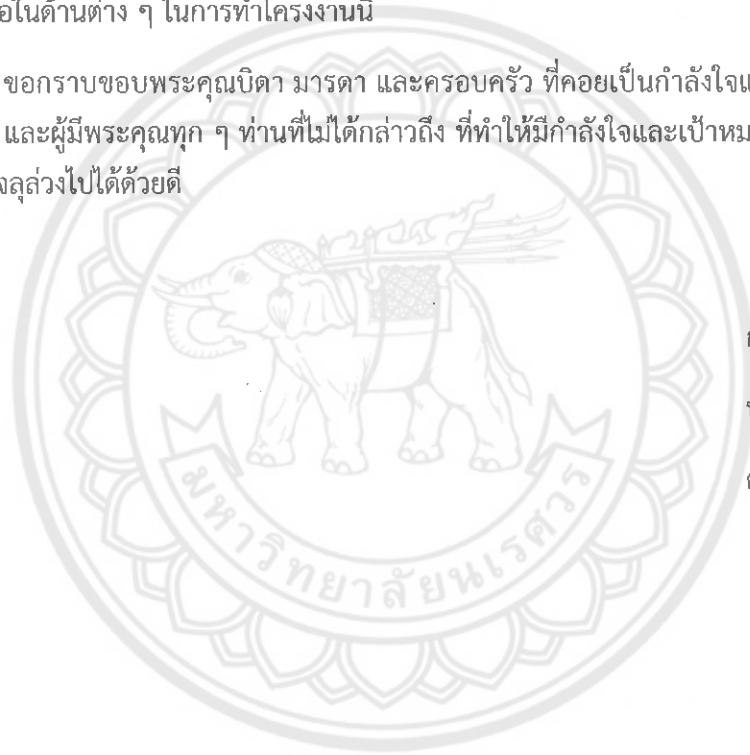 อในด้านต่าง ๆ ในการทำโครงงานนี้
ขอกราบขอบพระคุณบิดา มารดา และครอบครัว ที่คอยเป็นกำลังใจแ
และผู้มีพระคุณทุก ๆ ท่านที่ไม่ได้กล่าวถึง ที่ทำให้มีกำลังใจและเป้าหม
จลุล่วงไปได้ด้วยดี
มหาวิทยาลัยนเรศวร